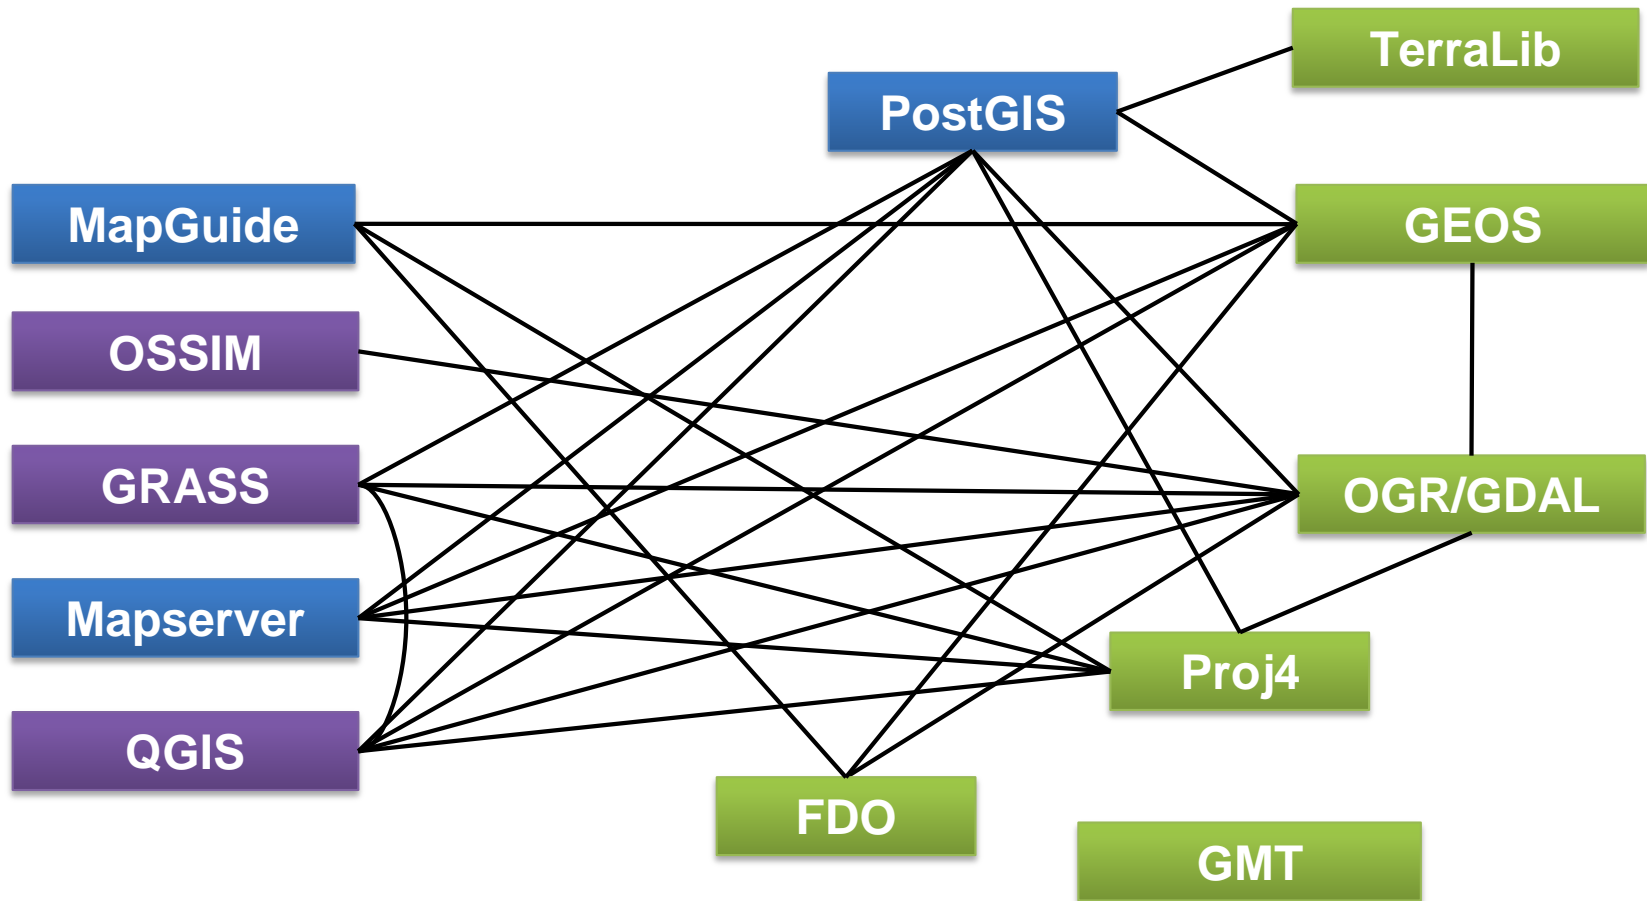 TerraLib
PostGIS
MapGuide
GEOS
OSSIM
GRASS
OGR/GDAL
Mapserver
Proj4
QGIS
FDO
GMT